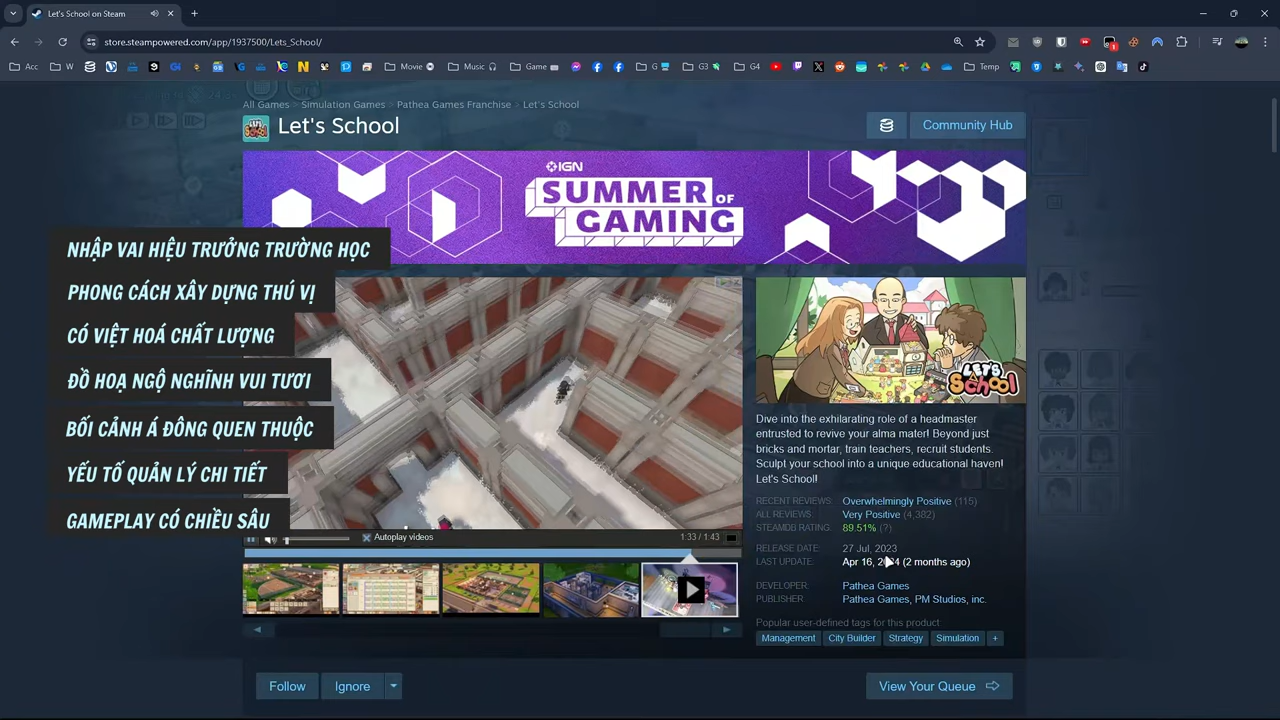 Let's School on Steam
store.steampowered.com/app/1937500/Lets_School/
Acc
W
Movie
Music
Game
G
G3
G4
Temp
All Games > Simulation Games > Pathea Games Franchise > Let's School
Let's School
Community Hub
IGN
SUMMER OF
GAMING
NHẬP VAI HIỆU TRƯỞNG TRƯỜNG HỌC
PHONG CÁCH XÂY DỰNG THÚ VỊ
CÓ VIỆT HOÁ CHẤT LƯỢNG
ĐỒ HOẠ NGỘ NGHĨNH VUI TƯƠI
BỐI CẢNH Á ĐÔNG QUEN THUỘC
YẾU TỐ QUẢN LÝ CHI TIẾT
GAMEPLAY CÓ CHIỀU SÂU
Autoplay videos
1:33 / 1:43
LET'S
SCHOOL
Dive into the exhilarating role of a headmaster
entrusted to revive your alma mater! Beyond just
bricks and mortar, train teachers, recruit students.
Sculpt your school into a unique educational haven!
Let's School!
RECENT REVIEWS: Overwhelmingly Positive (115)
ALL REVIEWS: Very Positive (4,382)
STEAMDB RATING: 89.51% (?)
RELEASE DATE: 27 Jul, 2023
LAST UPDATE: Apr 16, (2 months ago)
DEVELOPER: Pathea Games
PUBLISHER: Pathea Games, PM Studios, inc.
Popular user-defined tags for this product
Management City Builder Strategy Simulation +
Follow
Ignore
View Your Queue